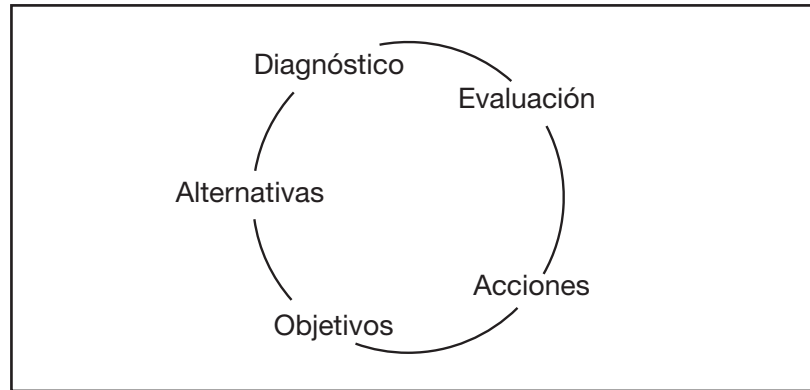 Diagnóstico
Evaluación
Alternativas
Acciones
Objetivos